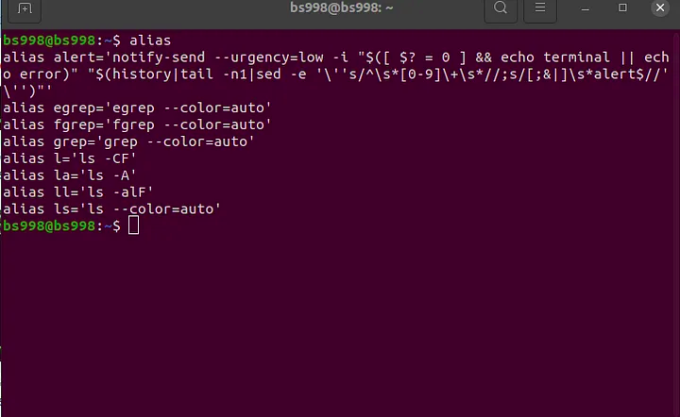 bs998@bs998: ~
bs998@bs998:~$ alias
alias alert='notify-send --urgency=low -i "$([ $? = 0 ] && echo terminal || ech
o error)" "$(history|tail -n1|sed -e '\''s/^\s*[0-9]\+\s*//;s/[;&|]\s*alert$//'
\'')"'
alias egrep='egrep --color=auto'
alias fgrep='fgrep --color=auto'
alias grep='grep --color=auto'
alias l='ls -CF'
alias la='ls -A'
alias ll='ls -alF'
alias ls='ls --color=auto'
bs998@bs998:~$